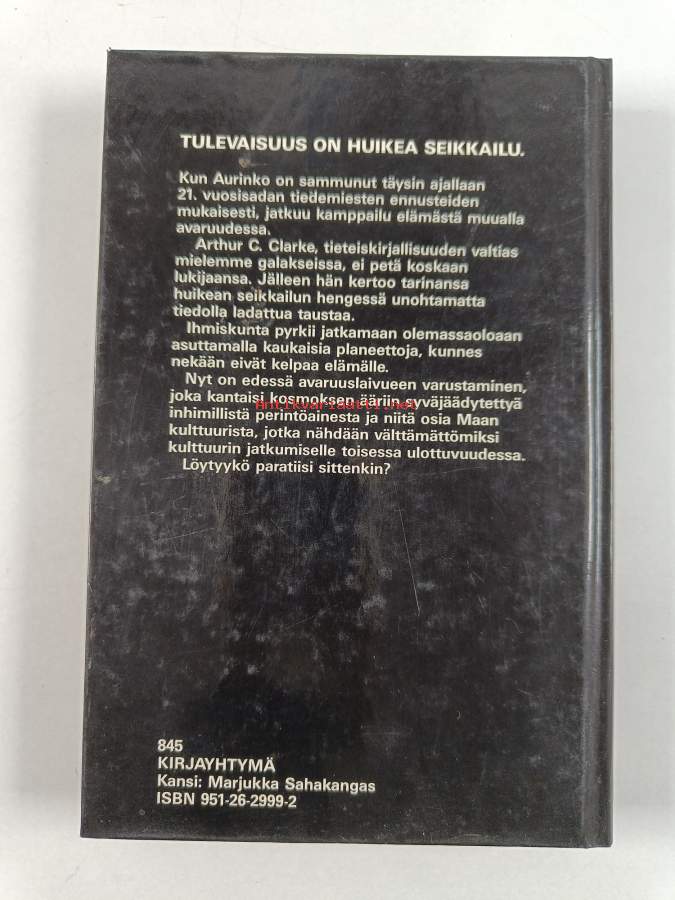 TULEVAISUUS ON HUIKEA SEIKKAILU.
Kun Aurinko on sammunut täysin ajallaan
21. vuosisadan tiedemiesten ennusteiden
mukaisesti, jatkuu kamppailu elämästä muualla
avaruudessa.
Arthur C. Clarke, tieteiskirjallisuuden valtias
mielemme galakseissa, ei petä koskaan
lukijaansa. Jälleen hän kertoo tarinansa
huikean seikkailun hengessä unohtamatta
tiedolla ladattua taustaa.
Ihmiskunta pyrkii jatkamaan olemassaoloaan
asuttamalla kaukaisia planeettoja, kunnes
nekään eivät kelpaa elämälle.
Nyt on edessä avaruuslaivueen varustaminen,
joka kantaisi kosmoksen ääriin syväjäädytettyä
Antikvariaatti.net
inhimillistä perintöainesta ja niitä osia Maan
kulttuurista, jotka nähdään välttämättömiksi
kulttuurin jatkumiselle toisessa ulottuvuudessa.
Löytyykö paratiisi sittenkin?
845
KIRJAYHTYMÄ
Kansi: Marjukka Sahakangas
ISBN 951-26-2999-2